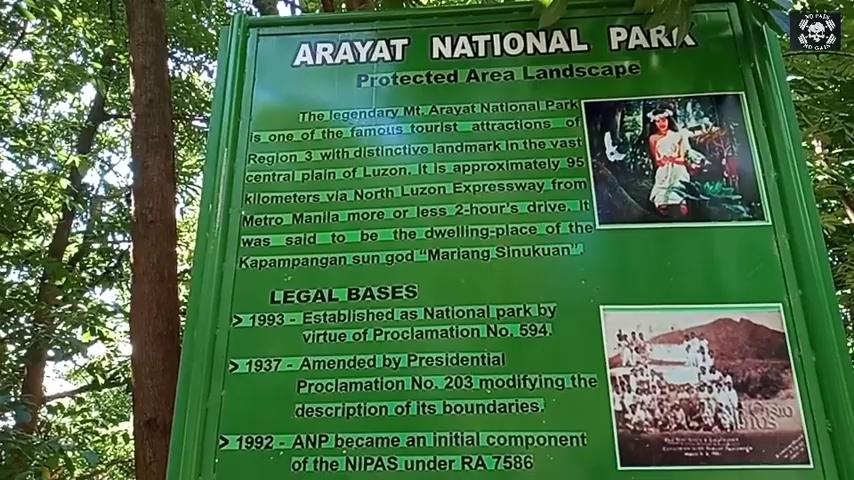 NO PAIN
NO GAIN
ARAYAT NATIONAL PARK
Protected Area Landscape
The legendary Mt. Arayat National Park
is one of the famous tourist attractions of
Region 3 with distinctive landmark in the vast
central plain of Luzon. It is approximately 95
kilometers via North Luzon Expressway from
Metro Manila more or less 2-hour's drive. It
was said to be the dwelling-place of the
Kapampangan sun god "Mariang Sinukuan".
LEGAL BASES
>1993 - Established as National park by
virtue of Proclamation No. 594.
>1937 - Amended by Presidential
Proclamation No. 203 modifying the
description of its boundaries.
>1992 - ANP became an initial component
of the NIPAS under RA 7586